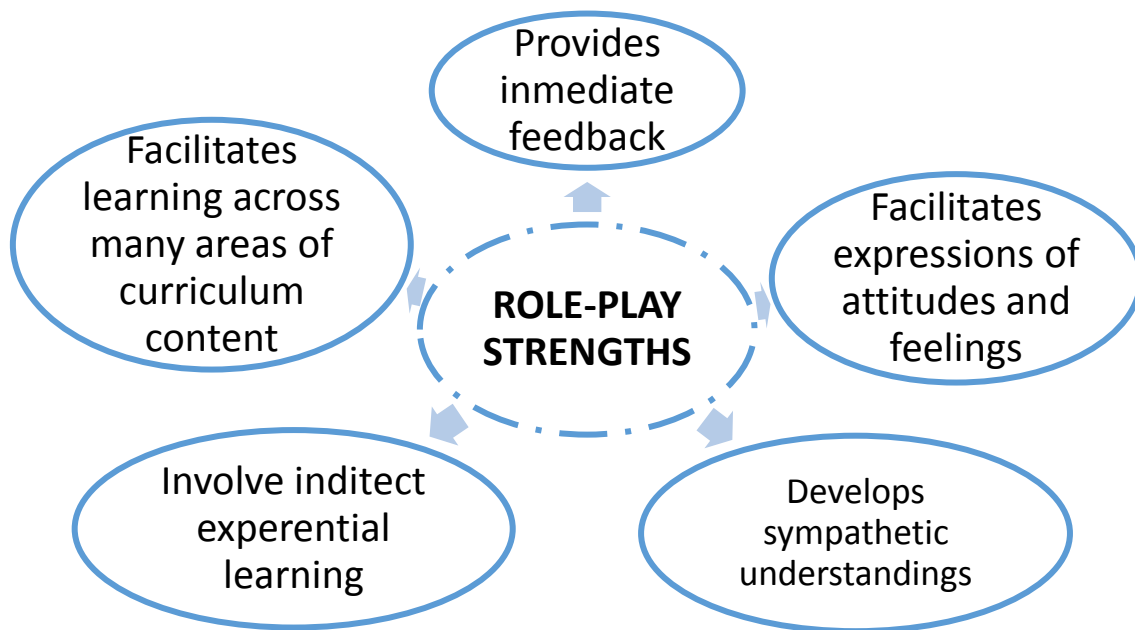 Provides
inmediate
feedback
Facilitates
learning across
many areas of
curriculum
content
Facilitates
expressions of
attitudes and
feelings
ROLE-PLAY
STRENGTHS
Involve inditect
experential
learning
Develops
sympathetic
understandings